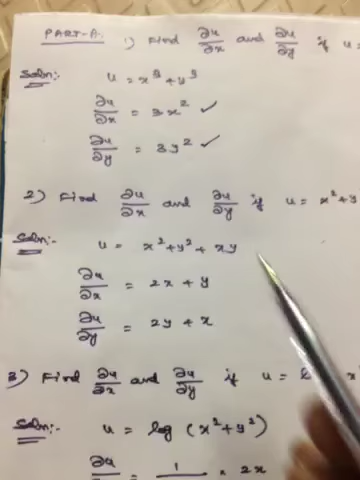 PART-A. 1) Find ∂u/∂x and ∂u/∂y if u =
Soln:- u = x³+y³
∂u/∂x = 3x² ✓
∂u/∂y = 3y² ✓
2) Find ∂u/∂x and ∂u/∂y if u = x²+y
Soln:- u = x²+y²+xy
∂u/∂x = 2x + y
∂u/∂y = 2y + x
3) Find ∂u/∂x and ∂u/∂y if u =
Soln:- u = log (x²+y²)
∂u = 1 . 2x